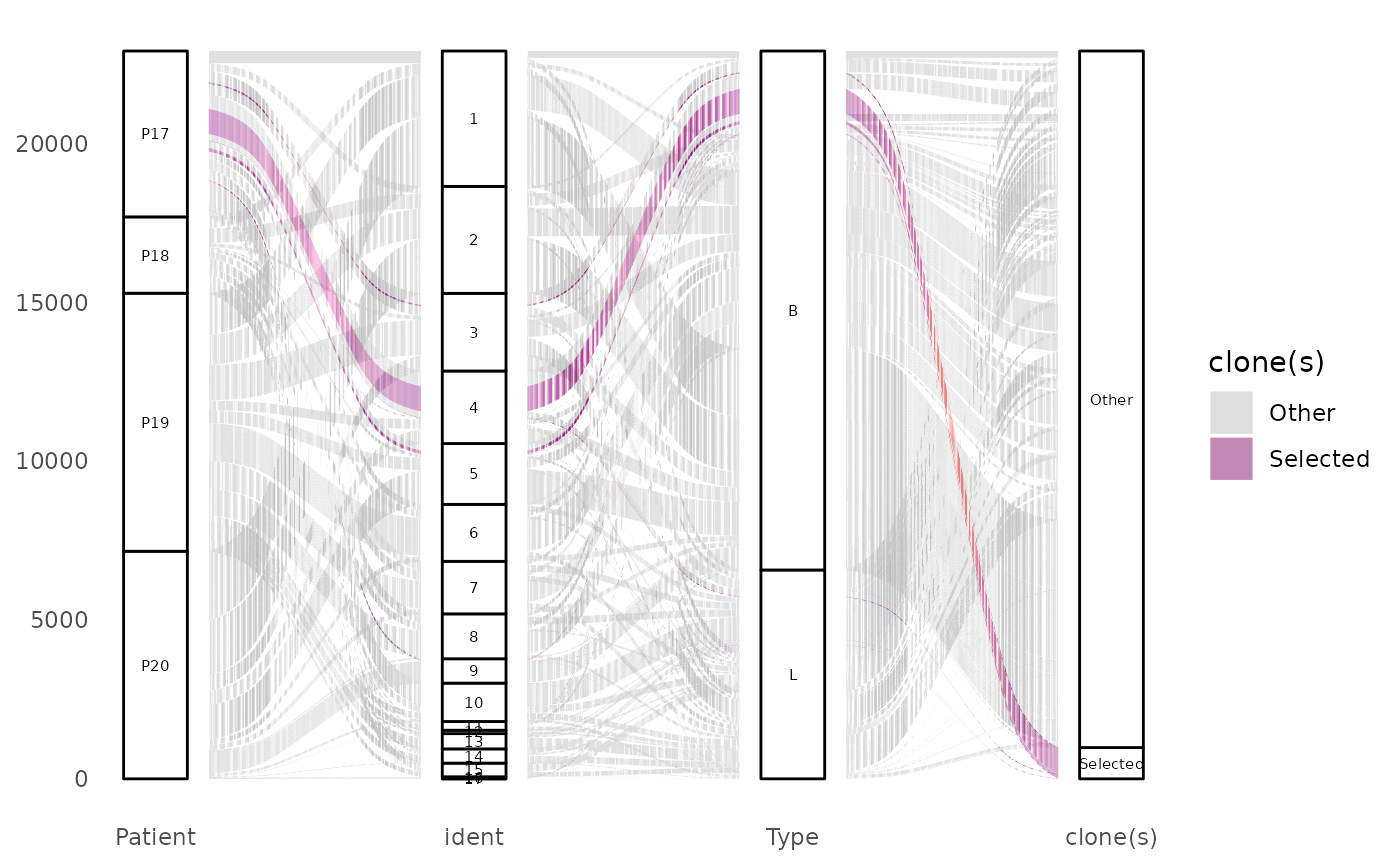 20000
15000
10000
5000
0
P17
P18
P19
P20
1
2
3
4
5
6
7
8
9
10
13
14
15
B
L
Other
Selected
Patient
ident
Type
clone(s)
clone(s)
Other
Selected